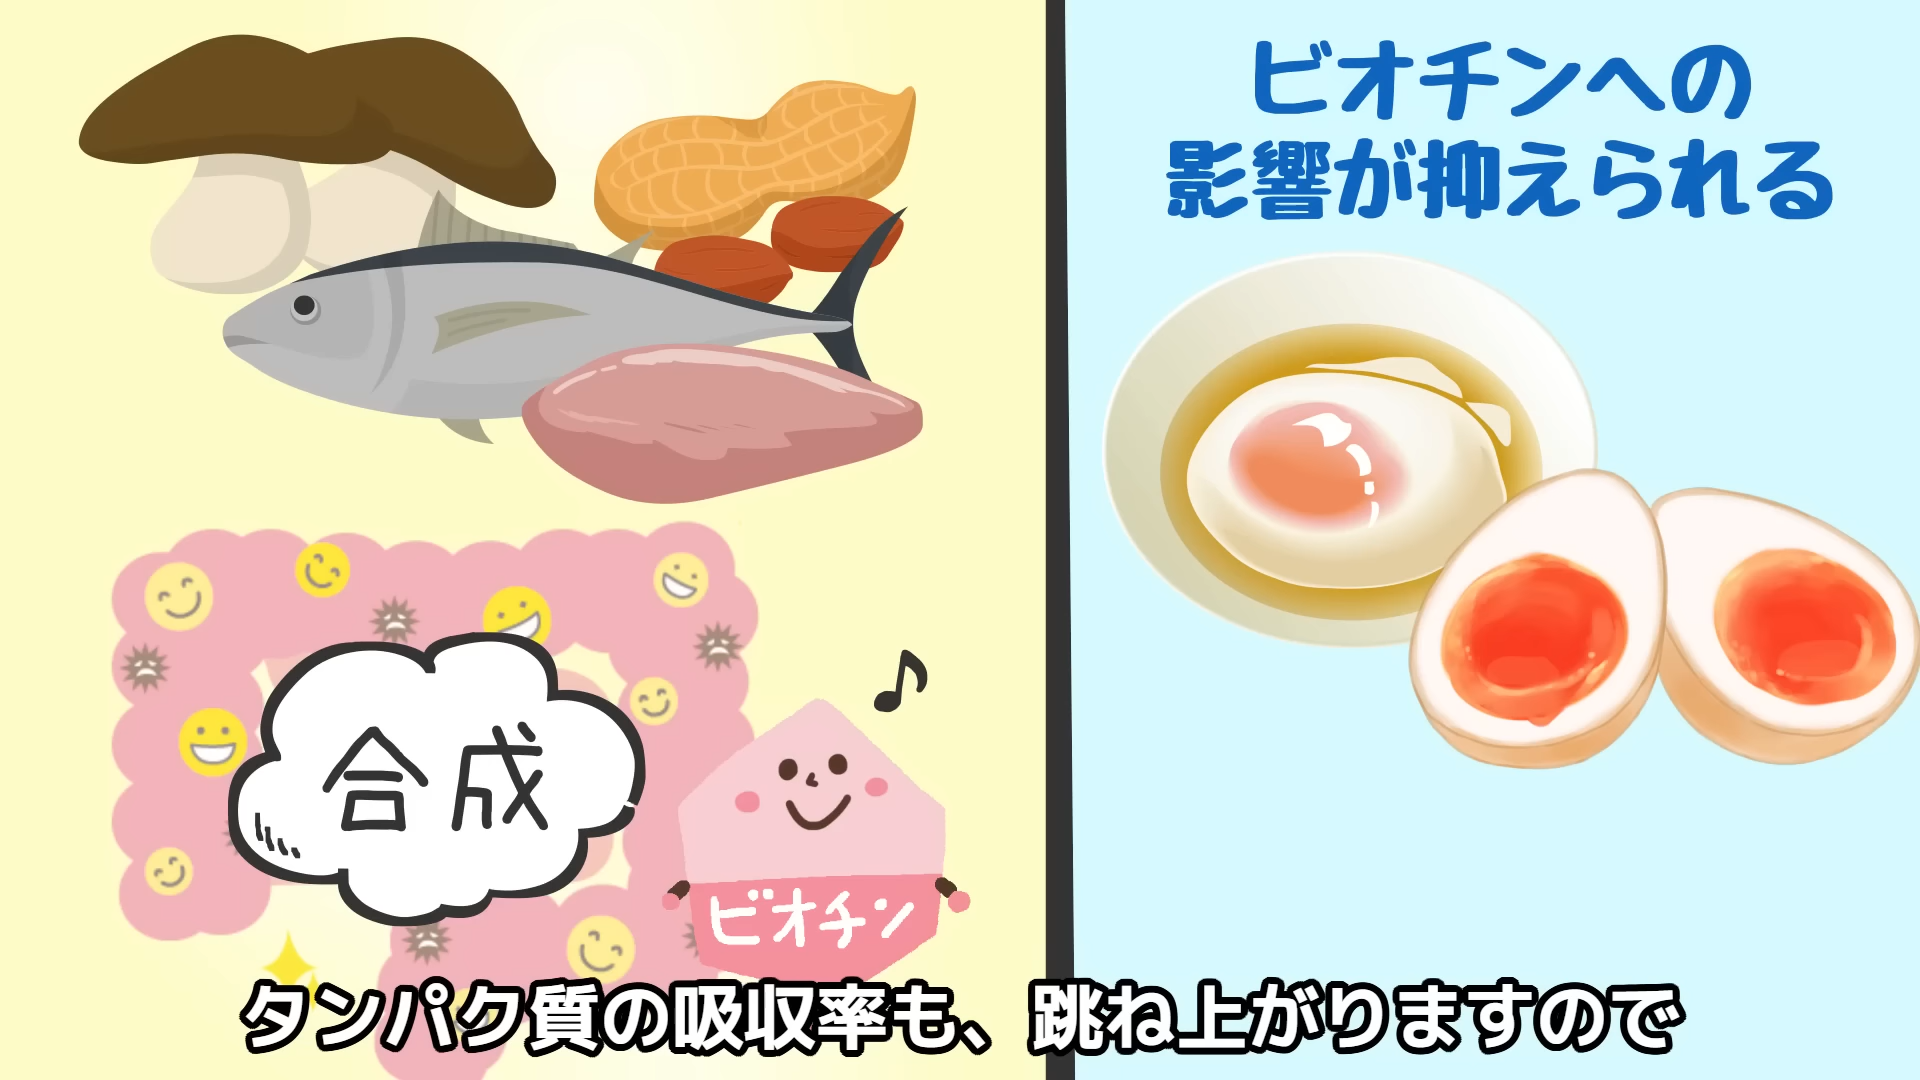 ビオチンへの
影響が抑えられる
合成
ビオチン
タンパク質の吸収率も、跳ね上がりますので